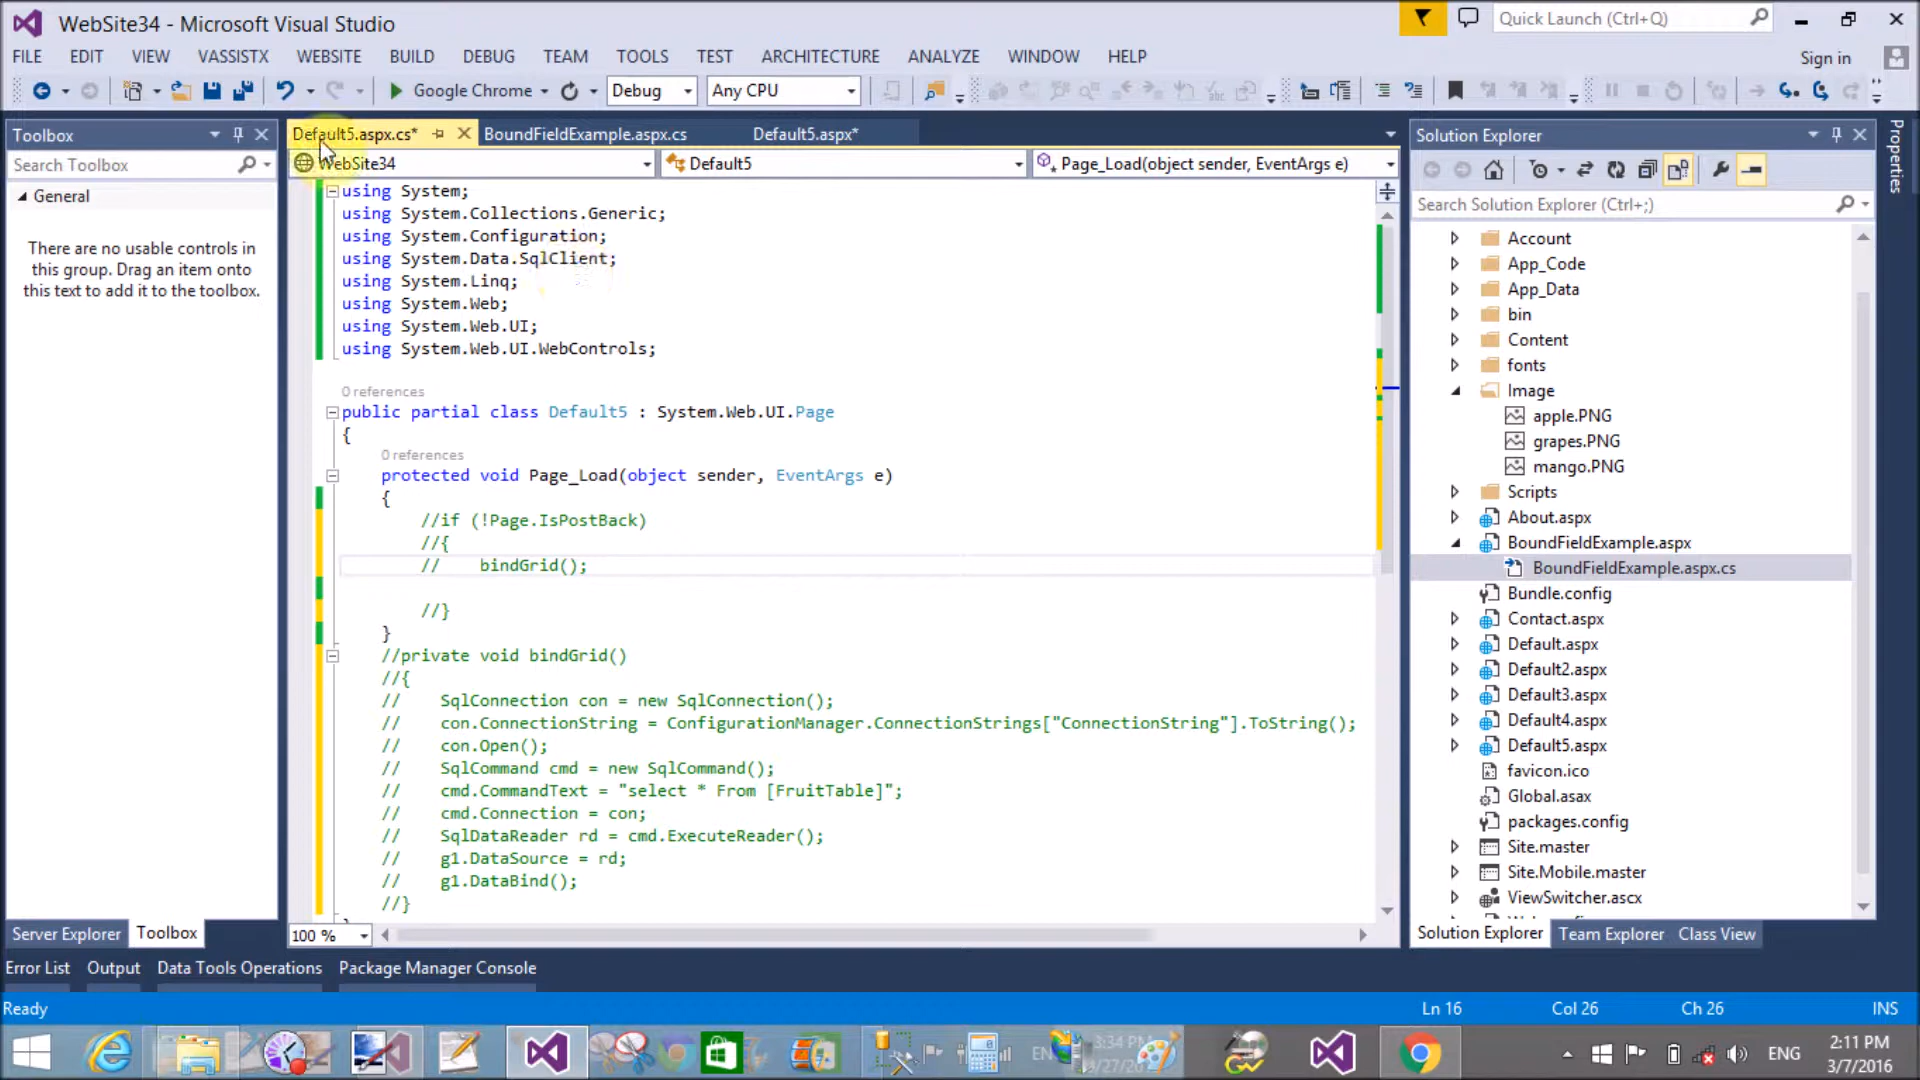 WebSite34 - Microsoft Visual Studio
Quick Launch (Ctrl+Q)
FILE EDIT VIEW VASSISTX WEBSITE BUILD DEBUG TEAM TOOLS TEST ARCHITECTURE ANALYZE WINDOW HELP
Sign in
Google Chrome Debug Any CPU
Toolbox
Search Toolbox
General
There are no usable controls in
this group. Drag an item onto
this text to add it to the toolbox.
Server Explorer Toolbox
Default5.aspx.cs* BoundFieldExample.aspx.cs Default5.aspx*
WebSite34 Default5 Page_Load(object sender, EventArgs e)
using System;
using System.Collections.Generic;
using System.Configuration;
using System.Data.SqlClient;
using System.Linq;
using System.Web;
using System.Web.UI;
using System.Web.UI.WebControls;
0 references
public partial class Default5 : System.Web.UI.Page
{
0 references
protected void Page_Load(object sender, EventArgs e)
{
//if (!Page.IsPostBack)
//{
//    bindGrid();
//}
}
//private void bindGrid()
//{
//    SqlConnection con = new SqlConnection();
//    con.ConnectionString = ConfigurationManager.ConnectionStrings["ConnectionString"].ToString();
//    con.Open();
//    SqlCommand cmd = new SqlCommand();
//    cmd.CommandText = "select * From [FruitTable]";
//    cmd.Connection = con;
//    SqlDataReader rd = cmd.ExecuteReader();
//    g1.DataSource = rd;
//    g1.DataBind();
//}
100 %
Solution Explorer
Search Solution Explorer (Ctrl+;)
Account
App_Code
App_Data
bin
Content
fonts
Image
apple.PNG
grapes.PNG
mango.PNG
Scripts
About.aspx
BoundFieldExample.aspx
BoundFieldExample.aspx.cs
Bundle.config
Contact.aspx
Default.aspx
Default2.aspx
Default3.aspx
Default4.aspx
Default5.aspx
favicon.ico
Global.asax
packages.config
Site.master
Site.Mobile.master
ViewSwitcher.ascx
Solution Explorer Team Explorer Class View
Properties
Error List Output Data Tools Operations Package Manager Console
Ready Ln 16 Col 26 Ch 26 INS
EN 3:34 PM
ENG 2:11 PM
3/7/2016